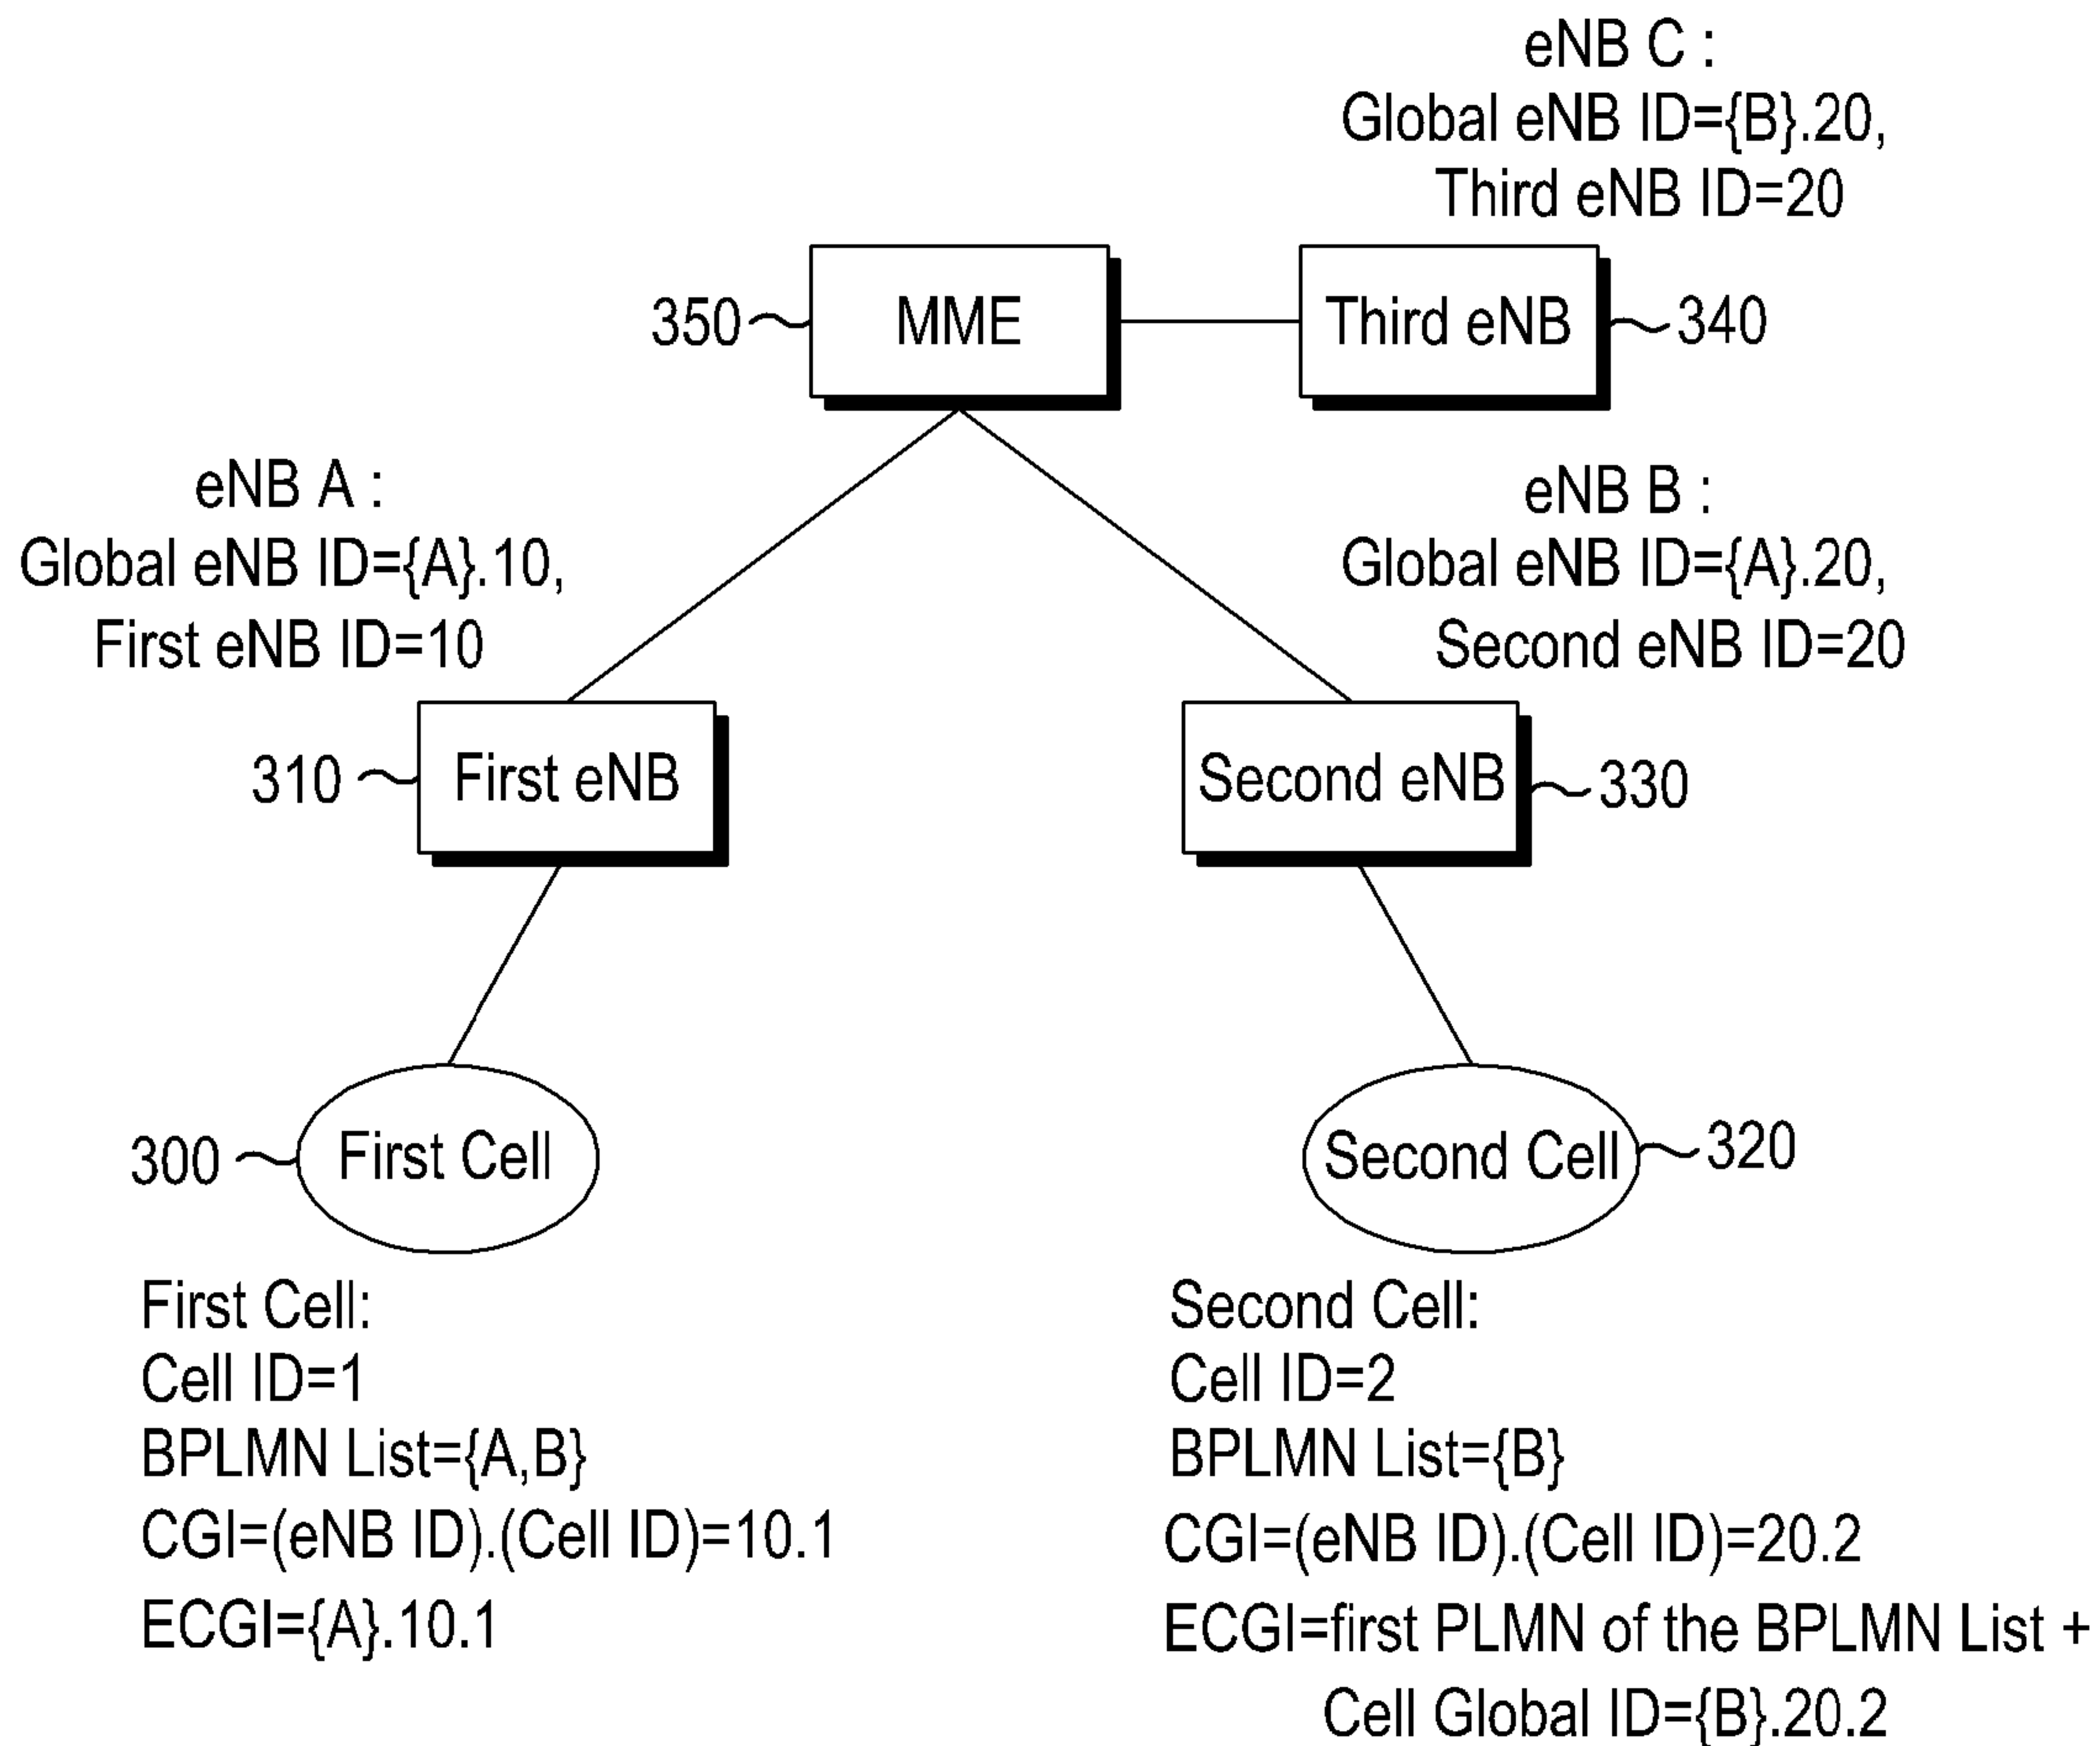 eNB C :
Global eNB ID={B}.20,
Third eNB ID=20
350
MME
Third eNB
340
eNB A :
Global eNB ID={A}.10,
First eNB ID=10
eNB B :
Global eNB ID={A}.20,
Second eNB ID=20
310
First eNB
Second eNB
330
300
First Cell
Second Cell
320
First Cell:
Cell ID=1
BPLMN List={A,B}
CGI=(eNB ID).(Cell ID)=10.1
ECGI={A}.10.1
Second Cell:
Cell ID=2
BPLMN List={B}
CGI=(eNB ID).(Cell ID)=20.2
ECGI=first PLMN of the BPLMN List +
Cell Global ID={B}.20.2